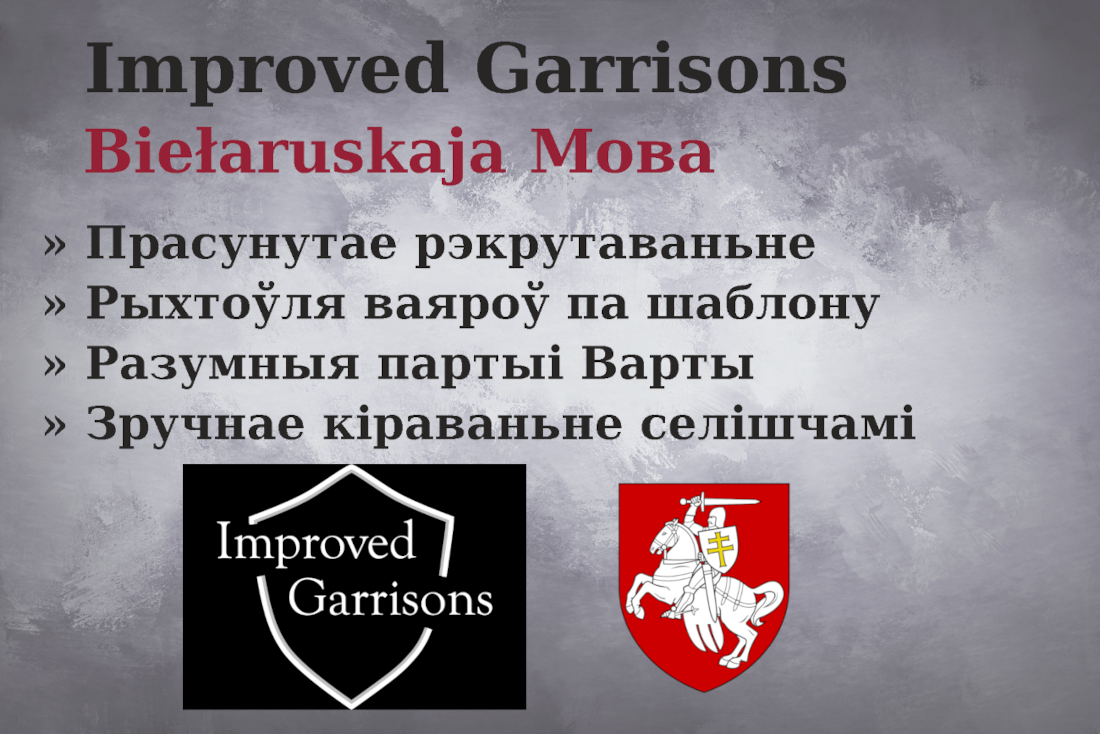 Improved Garrisons
Biełaruskaja Мова
» Прасунутае рэкрутаваньне
» Рыхтоўля ваяроў па шаблону
» Разумныя партыі Варты
» Зручнае кіраваньне селішчамі
Improved
Garrisons